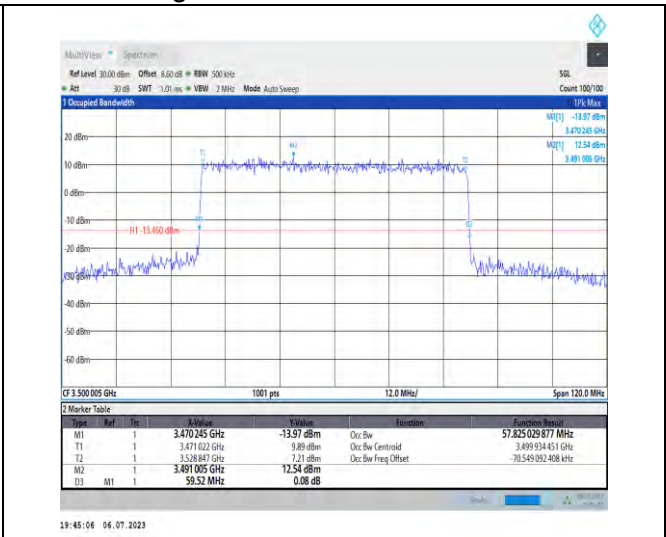 MultiView Spectrum
Ref Level 30.00 dBm Offset 8.60 dB RBW 500 kHz SGL
Att 30 dB SWT 1.01 ms VBW 2 MHz Mode Auto Sweep Count 100/100
1 Occupied Bandwidth 1Pk Max
M1[1] -13.97 dBm
3.470 245 GHz
M2[1] 12.54 dBm
3.491 005 GHz
20 dBm
M2
T1 T2
10 dBm
0 dBm
-10 dBm
M1
D3
H1 -13.460 dBm
-20 dBm
-30 dBm
-40 dBm
-50 dBm
-60 dBm
CF 3.500 005 GHz 1001 pts 12.0 MHz/ Span 120.0 MHz
2 Marker Table
Type Ref Trc X-Value Y-Value Function Function Result
M1 1 3.470 245 GHz -13.97 dBm Occ Bw 57.825 029 877 MHz
T1 1 3.471 022 GHz 9.89 dBm Occ Bw Centroid 3.499 934 451 GHz
T2 1 3.528 847 GHz 7.21 dBm Occ Bw Freq Offset -70.549 092 408 kHz
M2 1 3.491 005 GHz 12.54 dBm
D3 M1 1 59.52 MHz 0.08 dB
Ready
19:45:06 06.07.2023